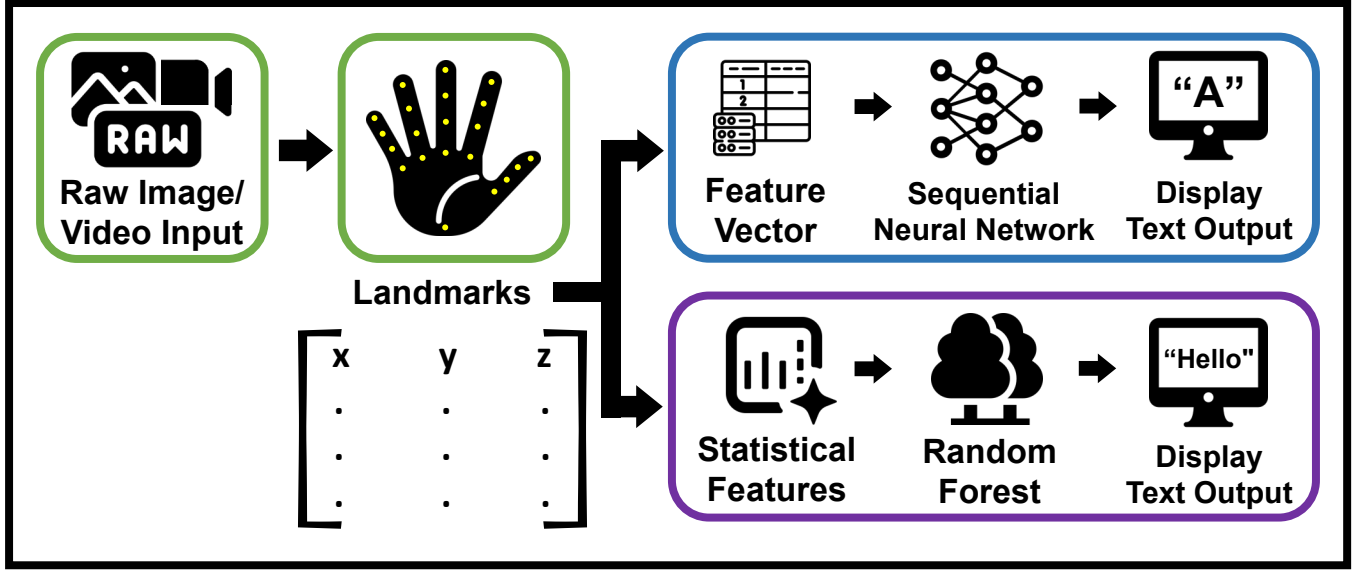 RAW
Raw Image/
Video Input
Landmarks
x y z
. . .
. . .
. . .
1
2
Feature
Vector
Sequential
Neural Network
“A”
Display
Text Output
Statistical
Features
Random
Forest
“Hello"
Display
Text Output